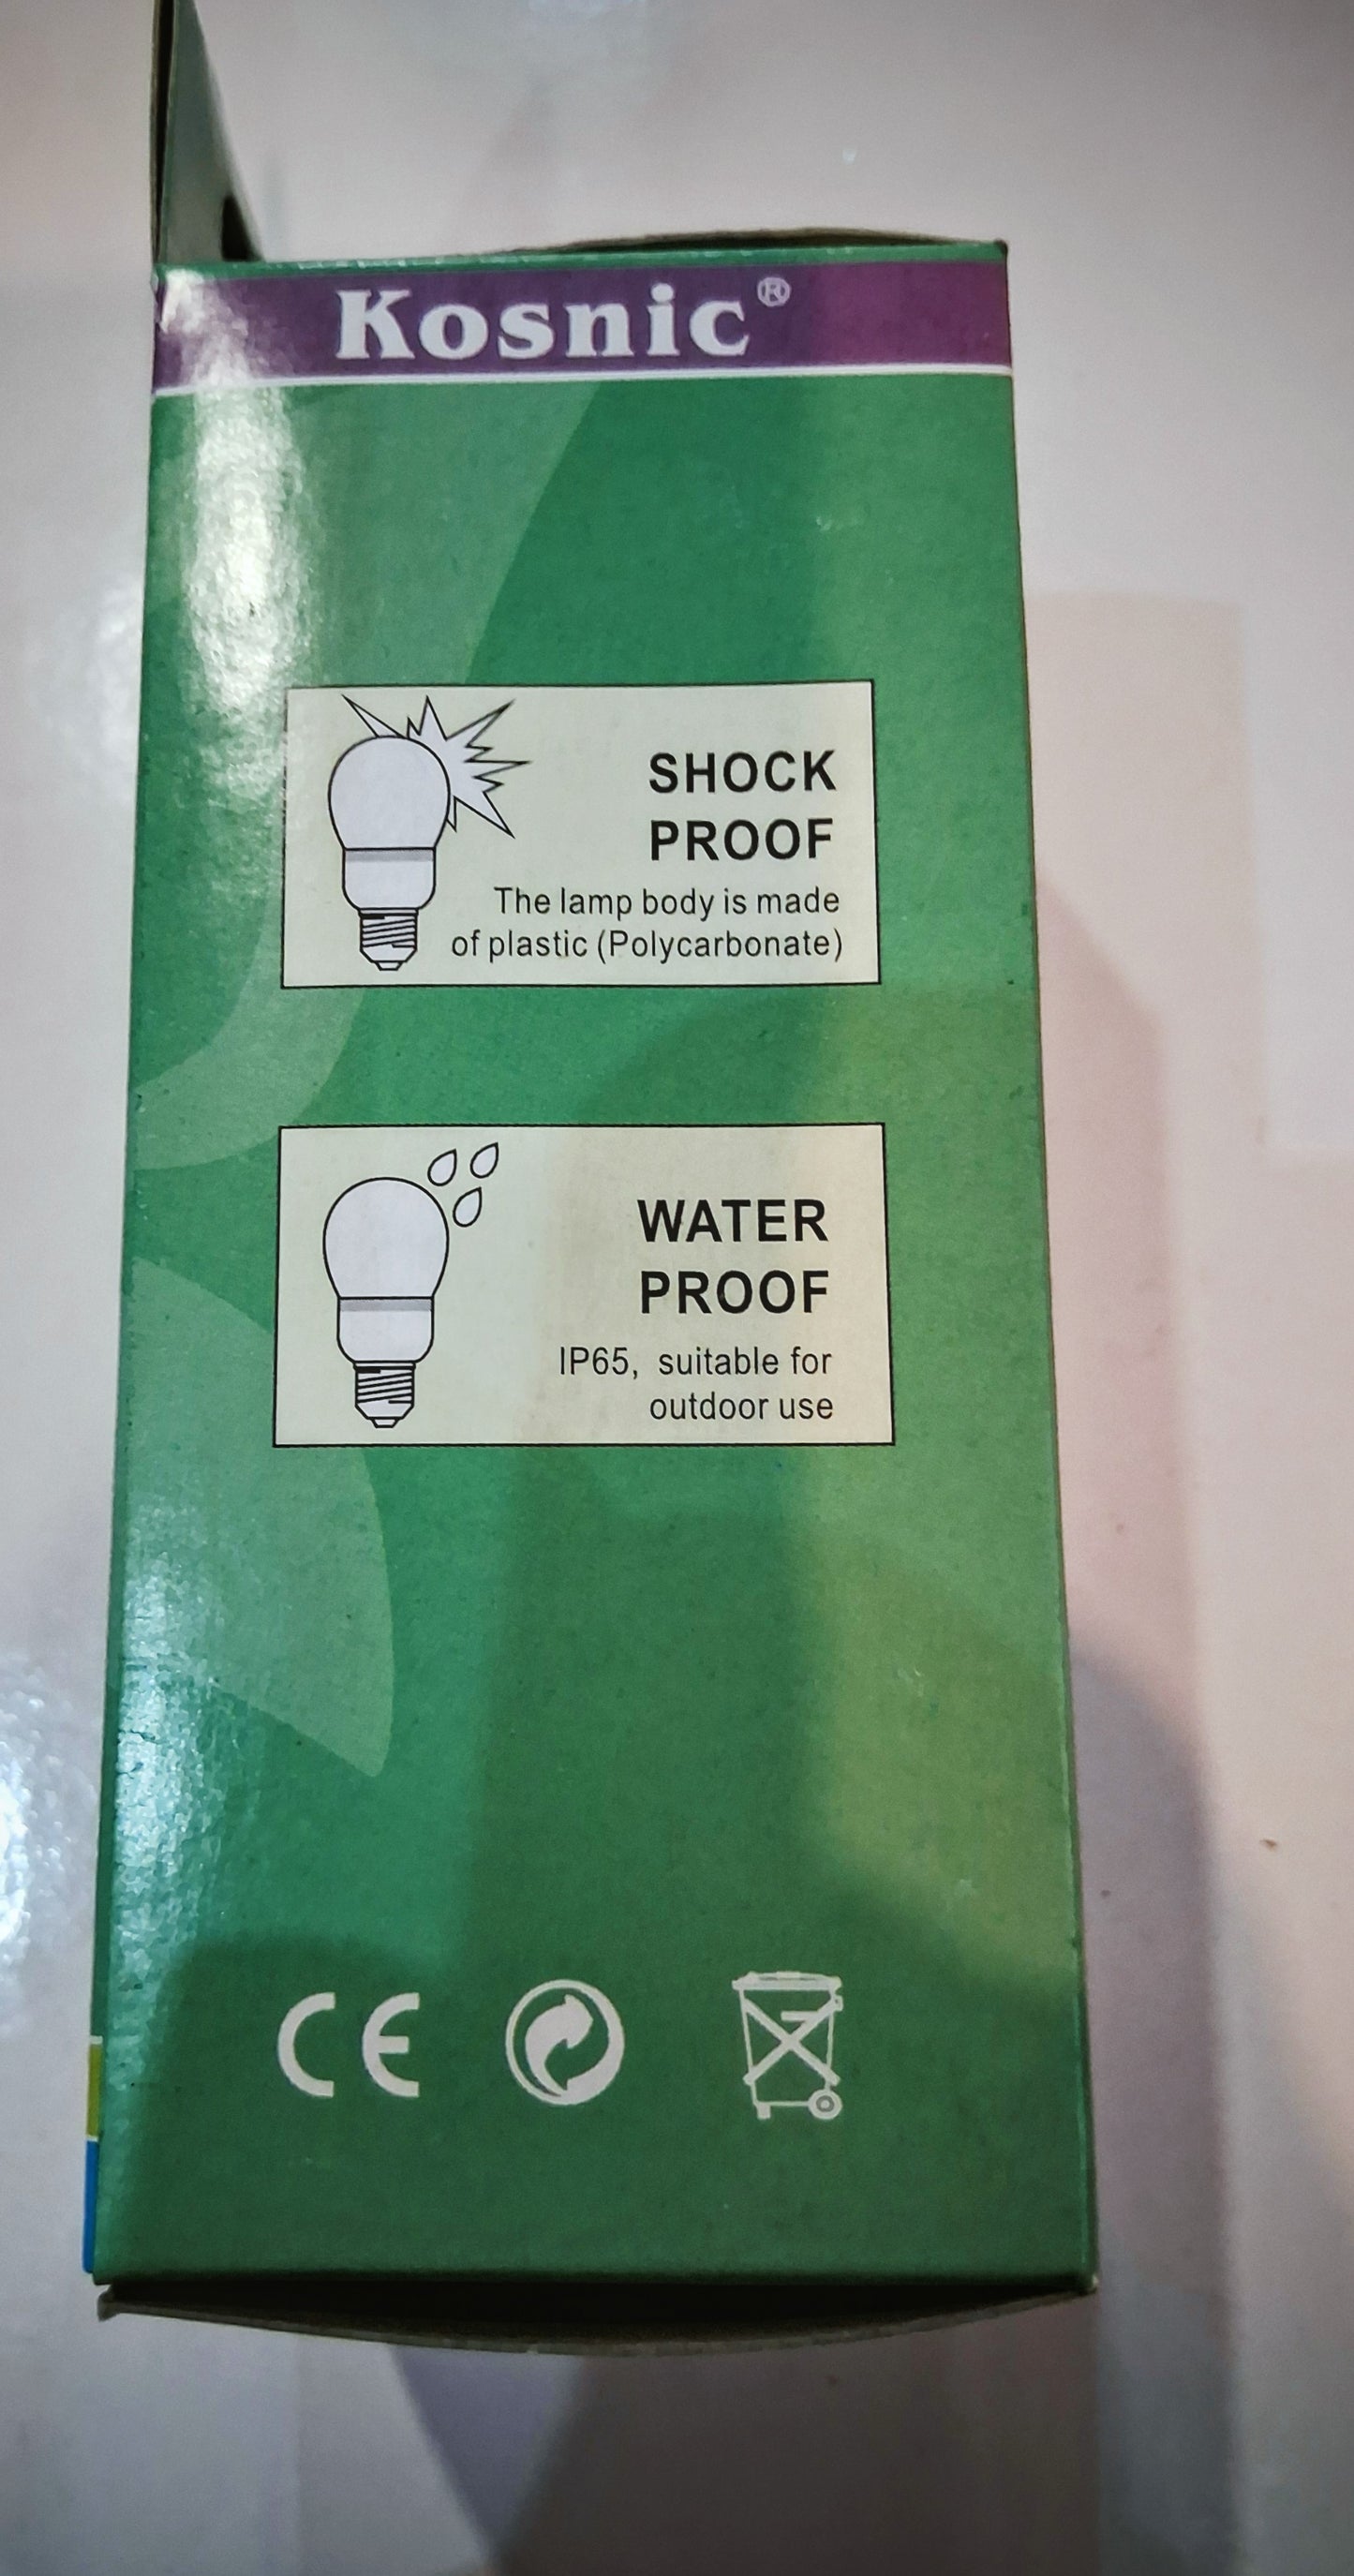 Kosnic®
SHOCK
PROOF
The lamp body is made
of plastic (Polycarbonate)
WATER
PROOF
IP65, suitable for
outdoor use
CE